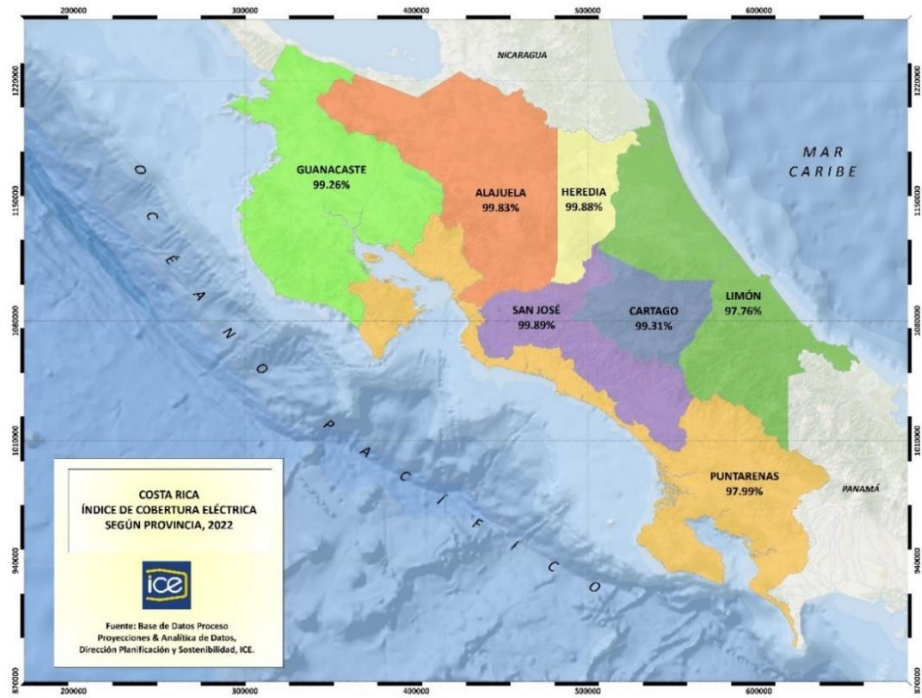 200000 300000 400000 500000 600000
NICARAGUA
1220000 1220000
MAR
CARIBE
OCÉANO PACÍFICO
GUANACASTE
99.26%
ALAJUELA
99.83%
HEREDIA
99.88%
1150000 1150000
SAN JOSÉ
99.89%
CARTAGO
99.31%
LIMÓN
97.76%
1080000 1080000
1010000 1010000
PUNTARENAS
97.99%
PANAMÁ
COSTA RICA
ÍNDICE DE COBERTURA ELÉCTRICA
SEGÚN PROVINCIA, 2022
ice
Fuente: Base de Datos Proceso
Proyecciones & Analítica de Datos,
Dirección Planificación y Sostenibilidad, ICE.
940000 940000
870000 870000
200000 300000 400000 500000 600000